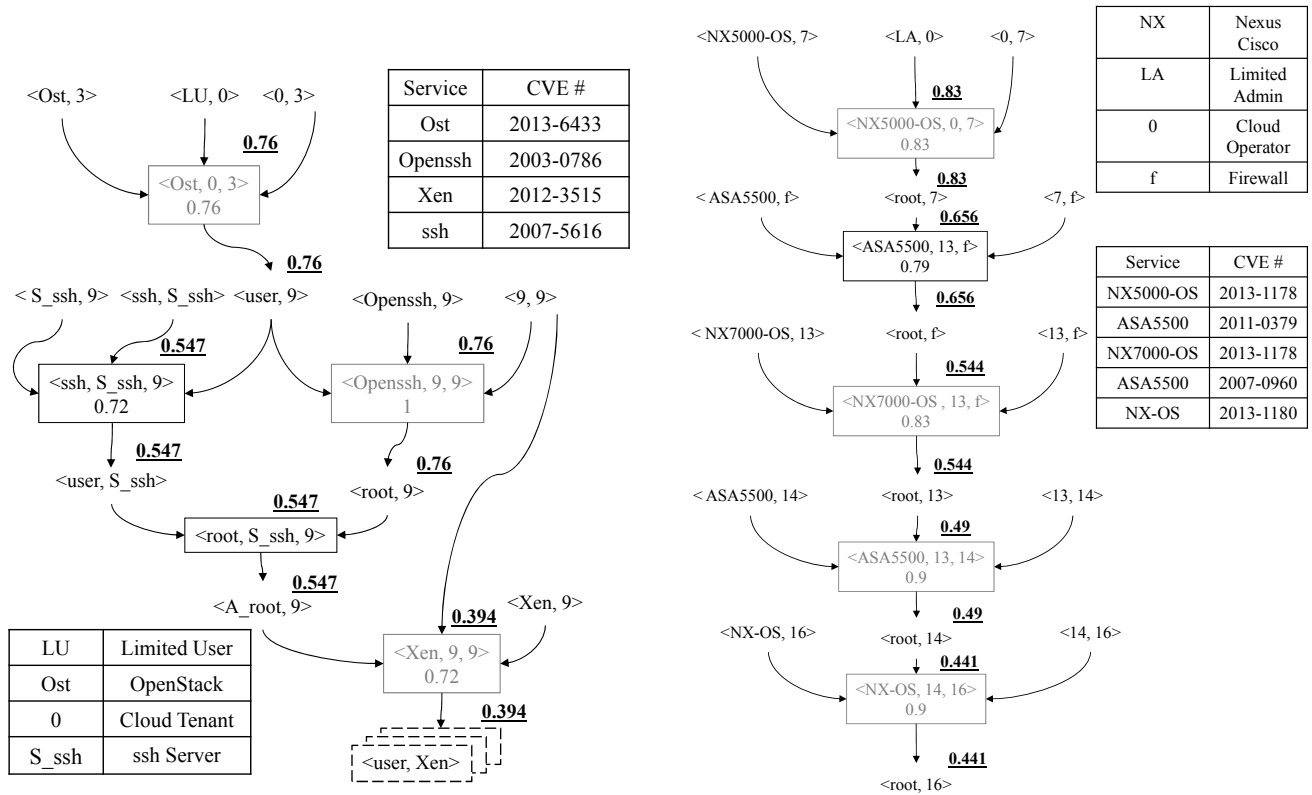 <Ost, 3>
<LU, 0>
<0, 3>
0.76
<Ost, 0, 3>
0.76
Service CVE #
Ost 2013-6433
Openssh 2003-0786
Xen 2012-3515
ssh 2007-5616
0.76
< S_ssh, 9>
<ssh, S_ssh>
<user, 9>
<Openssh, 9>
<9, 9>
0.547
0.76
<ssh, S_ssh, 9>
0.72
<Openssh, 9, 9>
1
0.547
0.76
<user, S_ssh>
<root, 9>
0.547
<root, S_ssh, 9>
0.547
<A_root, 9>
0.394
<Xen, 9>
<Xen, 9, 9>
0.72
0.394
<user, Xen>
LU Limited User
Ost OpenStack
0 Cloud Tenant
S_ssh ssh Server
<NX5000-OS, 7>
<LA, 0>
<0, 7>
0.83
<NX5000-OS, 0, 7>
0.83
0.83
< ASA5500, f>
<root, 7>
<7, f>
0.656
<ASA5500, 13, f>
0.79
0.656
< NX7000-OS, 13>
<root, f>
<13, f>
0.544
<NX7000-OS , 13, f>
0.83
0.544
< ASA5500, 14>
<root, 13>
<13, 14>
0.49
<ASA5500, 13, 14>
0.9
0.49
<NX-OS, 16>
<root, 14>
<14, 16>
0.441
<NX-OS, 14, 16>
0.9
0.441
<root, 16>
NX Nexus
Cisco
LA Limited
Admin
0 Cloud
Operator
f Firewall
Service CVE #
NX5000-OS 2013-1178
ASA5500 2011-0379
NX7000-OS 2013-1178
ASA5500 2007-0960
NX-OS 2013-1180